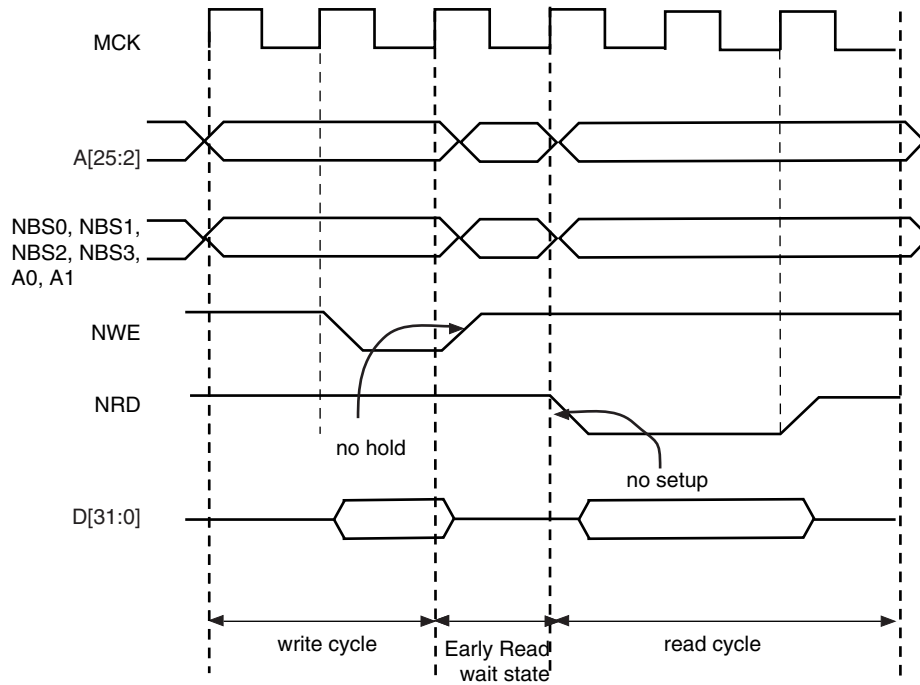 MCK
A[25:2]
NBS0, NBS1,
NBS2, NBS3,
A0, A1
NWE
NRD
no hold
no setup
D[31:0]
write cycle
Early Read
wait state
read cycle